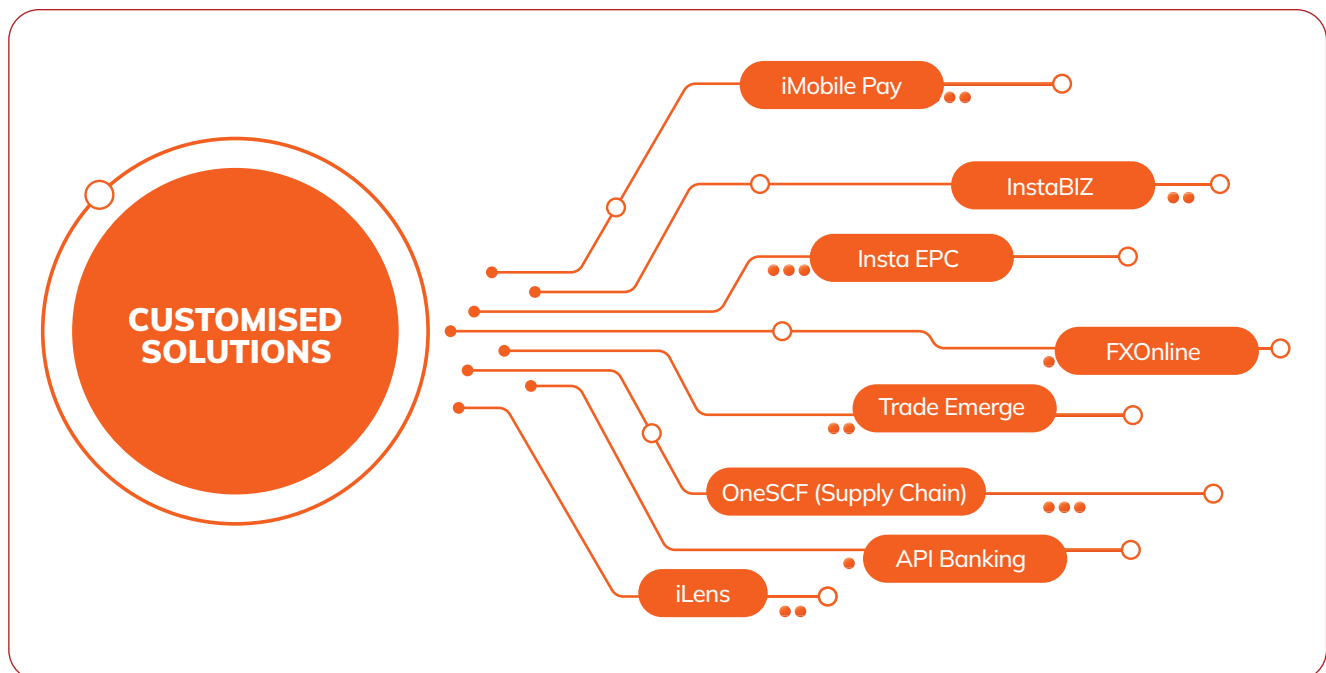 CUSTOMISED
SOLUTIONS
iMobile Pay
InstaBIZ
Insta EPC
FXOnline
Trade Emerge
OneSCF (Supply Chain)
API Banking
iLens